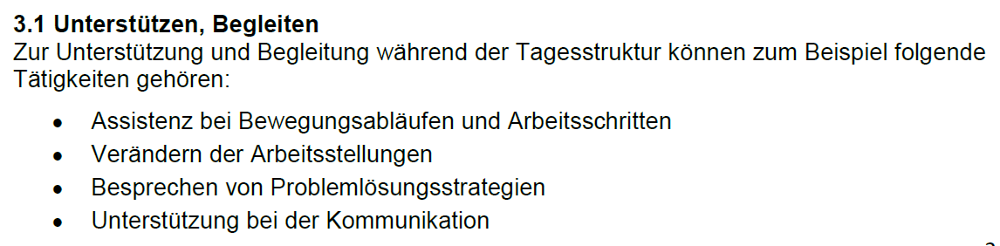 3.1 Unterstützen, Begleiten
Zur Unterstützung und Begleitung während der Tagesstruktur können zum Beispiel folgende
Tätigkeiten gehören:
• Assistenz bei Bewegungsabläufen und Arbeitsschritten
• Verändern der Arbeitsstellungen
• Besprechen von Problemlösungsstrategien
• Unterstützung bei der Kommunikation